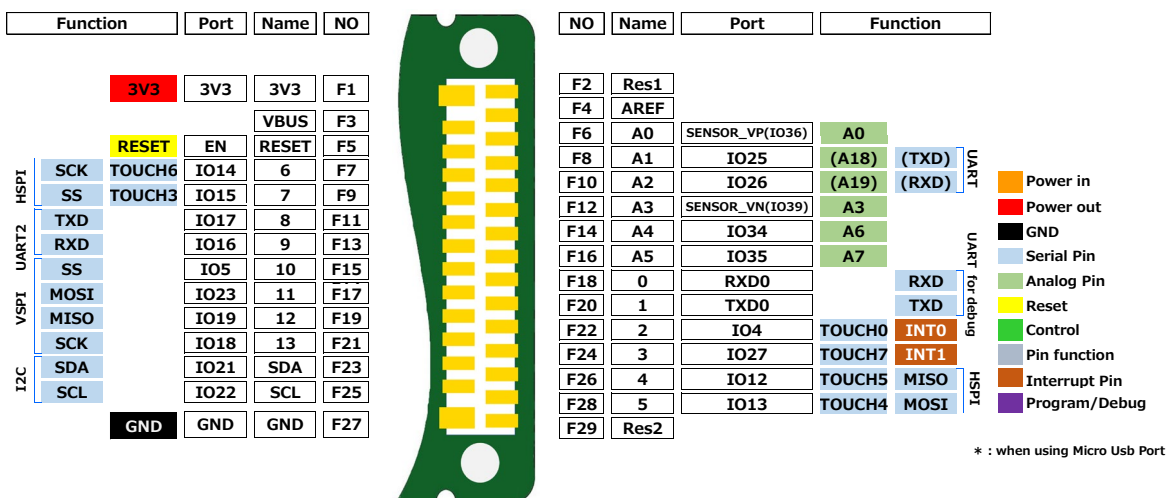 Function Port Name NO
NO Name Port Function
3V3 3V3 3V3 F1
VBUS F3
RESET EN RESET F5
HSPI
SCK TOUCH6 IO14 6 F7
SS TOUCH3 IO15 7 F9
UART2
TXD IO17 8 F11
RXD IO16 9 F13
VSPI
SS IO5 10 F15
MOSI IO23 11 F17
MISO IO19 12 F19
SCK IO18 13 F21
I2C
SDA IO21 SDA F23
SCL IO22 SCL F25
GND GND GND F27
F2 Res1
F4 AREF
F6 A0 SENSOR_VP(IO36) A0
F8 A1 IO25 (A18) (TXD)
F10 A2 IO26 (A19) (RXD)
UART
F12 A3 SENSOR_VN(IO39) A3
F14 A4 IO34 A6
F16 A5 IO35 A7
F18 0 RXD0 RXD
F20 1 TXD0 TXD
UART for debug
F22 2 IO4 TOUCH0 INT0
F24 3 IO27 TOUCH7 INT1
F26 4 IO12 TOUCH5 MISO
F28 5 IO13 TOUCH4 MOSI
HSPI
F29 Res2
Power in
Power out
GND
Serial Pin
Analog Pin
Reset
Control
Pin function
Interrupt Pin
Program/Debug
* : when using Micro Usb Port